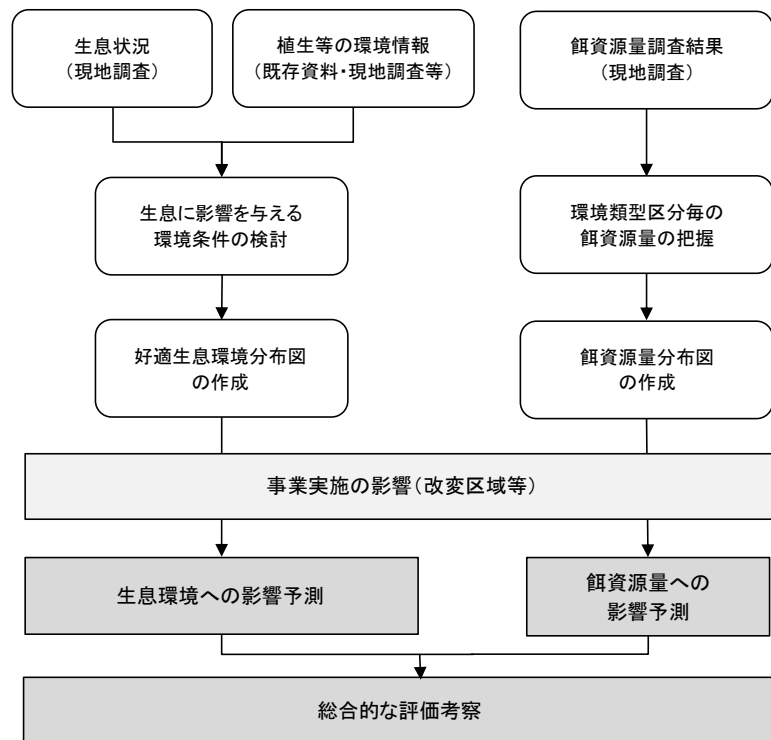 生息状況
（現地調査）
植生等の環境情報
（既存資料・現地調査等）
餌資源量調査結果
（現地調査）
生息に影響を与える
環境条件の検討
環境類型区分毎の
餌資源量の把握
好適生息環境分布図
の作成
餌資源量分布図
の作成
事業実施の影響（改変区域等）
生息環境への影響予測
餌資源量への
影響予測
総合的な評価考察